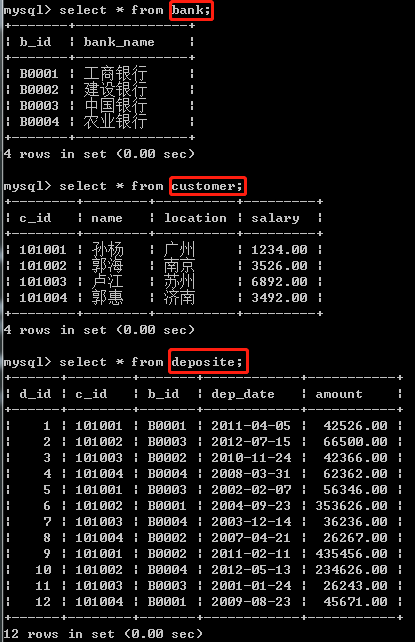 mysql> select * from bank;
+-------+-----------+
| b_id | bank_name |
+-------+-----------+
| B0001 | 工商银行
| B0002 | 建设银行
| B0003 | 中国银行
| B0004 | 农业银行
+-------+-----------+
4 rows in set (0.00 sec)
mysql> select * from customer;
+--------+------+----------+---------+
| c_id | name | location | salary |
+--------+------+----------+---------+
| 101001 | 孙杨 | 广州 | 1234.00 |
| 101002 | 郭海 | 南京 | 3526.00 |
| 101003 | 卢江 | 苏州 | 6892.00 |
| 101004 | 郭惠 | 济南 | 3492.00 |
+--------+------+----------+---------+
4 rows in set (0.00 sec)
mysql> select * from deposite;
+------+--------+-------+------------+-----------+
| d_id | c_id | b_id | dep_date | amount |
+------+--------+-------+------------+-----------+
| 1 | 101001 | B0001 | 2011-04-05 | 42526.00 |
| 2 | 101002 | B0003 | 2012-07-15 | 66500.00 |
| 3 | 101003 | B0002 | 2010-11-24 | 42366.00 |
| 4 | 101004 | B0004 | 2008-03-31 | 62362.00 |
| 5 | 101001 | B0003 | 2002-02-07 | 56346.00 |
| 6 | 101002 | B0001 | 2004-09-23 | 353626.00 |
| 7 | 101003 | B0004 | 2003-12-14 | 36236.00 |
| 8 | 101004 | B0002 | 2007-04-21 | 26267.00 |
| 9 | 101001 | B0002 | 2011-02-11 | 435456.00 |
| 10 | 101002 | B0004 | 2012-05-13 | 234626.00 |
| 11 | 101003 | B0003 | 2001-01-24 | 26243.00 |
| 12 | 101004 | B0001 | 2009-08-23 | 45671.00 |
+------+--------+-------+------------+-----------+
12 rows in set (0.00 sec)